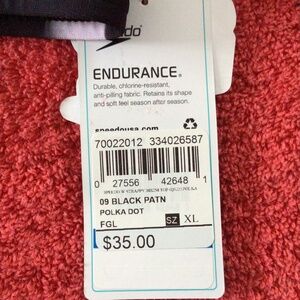 speedo
ENDURANCE®
Durable, chlorine-resistant,
anti-pilling fabric. Retains its shape
and soft feel season after season.
speedousa.com
70022012 334026587
0 27556 42648 1
09 BLACK PATN
POLKA DOT
FGL SZ XL
$35.00